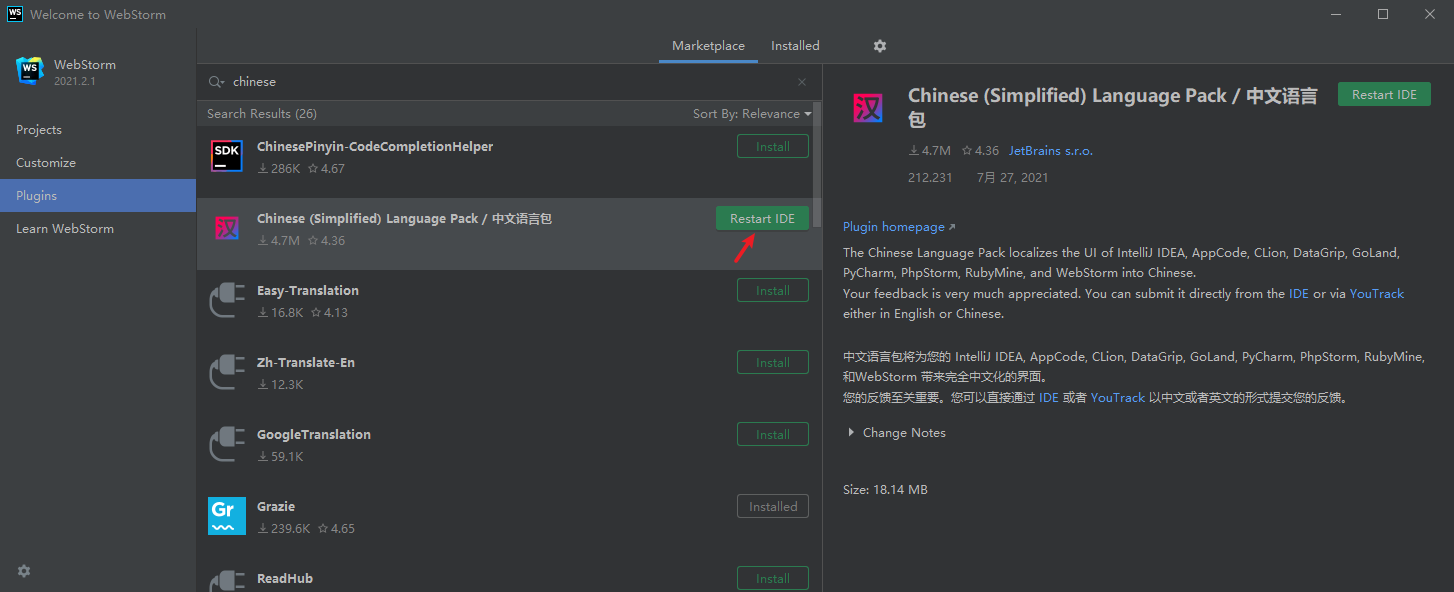 WS Welcome to WebStorm
WS
WebStorm
2021.2.1
Projects
Customize
Plugins
Learn WebStorm
Marketplace
Installed
chinese
Search Results (26)
Sort By: Relevance
SDK
ChinesePinyin-CodeCompletionHelper
286K 4.67
Install
汉
Chinese (Simplified) Language Pack / 中文语言包
4.7M 4.36
Restart IDE
Easy-Translation
16.8K 4.13
Install
Zh-Translate-En
12.3K
Install
GoogleTranslation
59.1K
Install
Gr
Grazie
239.6K 4.65
Installed
ReadHub
Install
汉
Chinese (Simplified) Language Pack / 中文语言
包
Restart IDE
4.7M 4.36 JetBrains s.r.o.
212.231 7月 27, 2021
Plugin homepage
The Chinese Language Pack localizes the UI of IntelliJ IDEA, AppCode, CLion, DataGrip, GoLand,
PyCharm, PhpStorm, RubyMine, and WebStorm into Chinese.
Your feedback is very much appreciated. You can submit it directly from the IDE or via YouTrack
either in English or Chinese.
中文语言包将为您的 IntelliJ IDEA, AppCode, CLion, DataGrip, GoLand, PyCharm, PhpStorm, RubyMine,
和WebStorm 带来完全中文化的界面。
您的反馈至关重要。您可以直接通过 IDE 或者 YouTrack 以中文或者英文的形式提交您的反馈。
Change Notes
Size: 18.14 MB